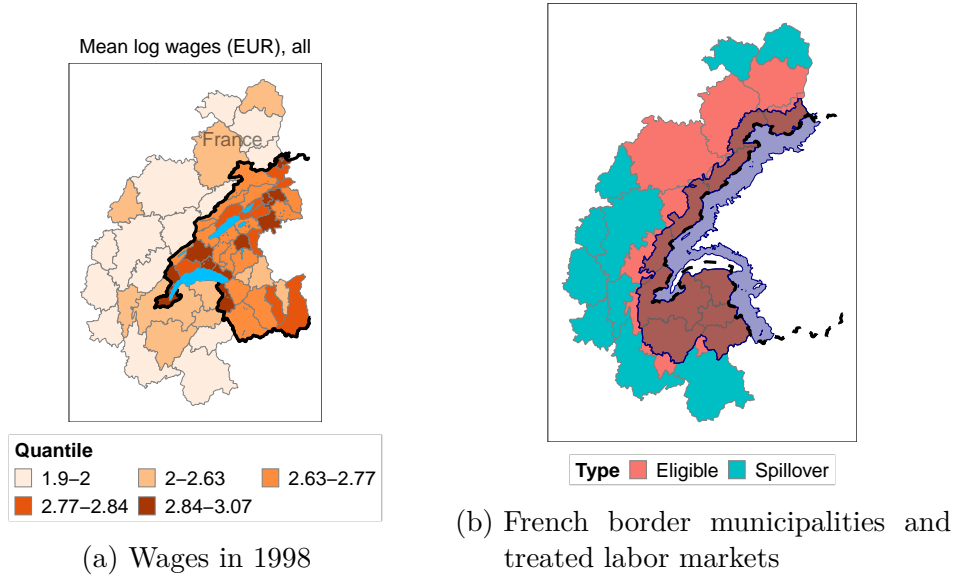 Mean log wages (EUR), all
France
Quantile
1.9–2
2–2.63
2.63–2.77
2.77–2.84
2.84–3.07
(a) Wages in 1998
Type
Eligible
Spillover
(b) French border municipalities and
treated labor markets